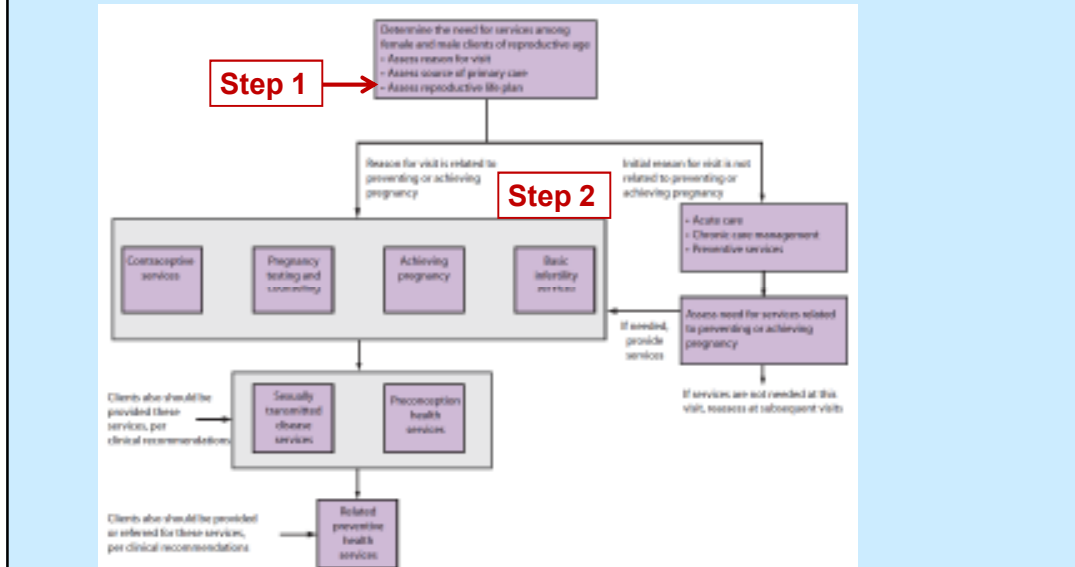 Determine the need for services among
female and male clients of reproductive age
- Assess reason for visit
- Assess source of primary care
- Assess reproductive life plan
Step 1
Reason for visit is related to
preventing or achieving
pregnancy
Initial reason for visit is not
related to preventing or
achieving pregnancy
Step 2
- Acute care
- Chronic care management
- Preventive services
Contraceptive
services
Pregnancy
testing and
counseling
Achieving
pregnancy
Basic
infertility
services
If needed,
provide
services
Assess need for services related
to preventing or achieving
pregnancy
If services are not needed at this
visit, reassess at subsequent visits
Clients also should be
provided these
services, per
clinical recommendations
Sexually
transmitted
disease
services
Preconception
health
services
Clients also should be provided
or referred for these services,
per clinical recommendations
Related
preventive
health
services